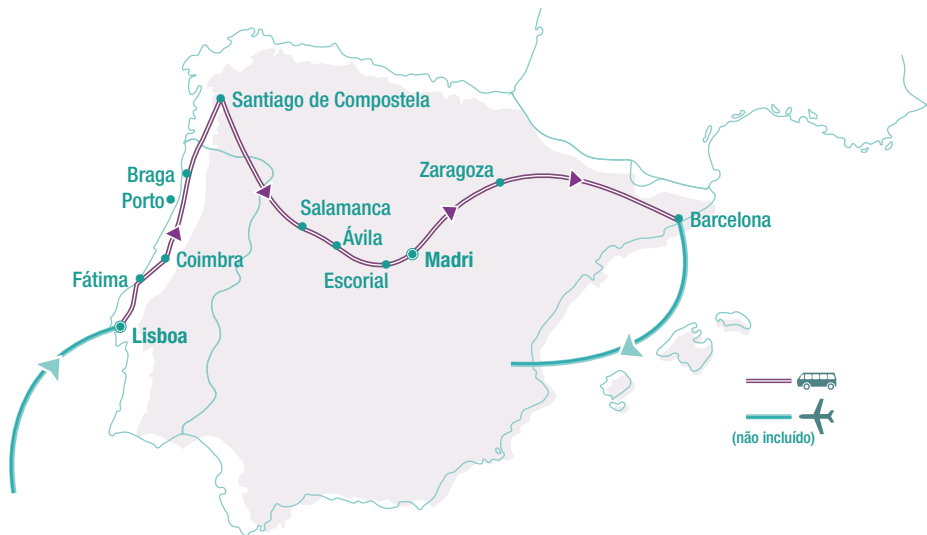 Santiago de Compostela
Braga
Porto
Zaragoza
Salamanca
Barcelona
Ávila
Coimbra
Madri
Fátima
Escorial
Lisboa
(não incluído)